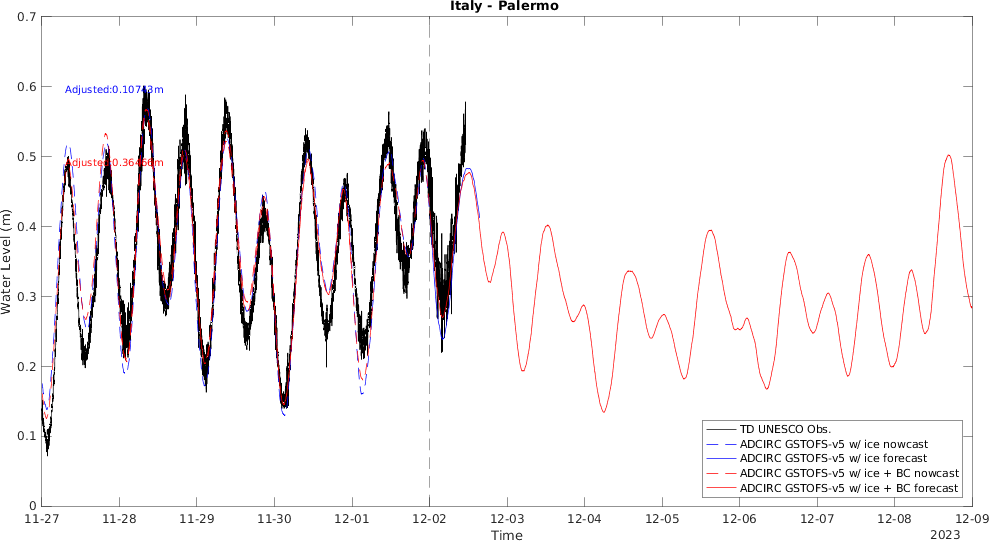 Italy - Palermo
0.7
0.6
0.5
0.4
0.3
0.2
0.1
0
Water Level (m)
Adjusted:0.10743m
Adjusted:0.36456m
TD UNESCO Obs.
ADCIRC GSTOFS-v5 w/ ice nowcast
ADCIRC GSTOFS-v5 w/ ice forecast
ADCIRC GSTOFS-v5 w/ ice + BC nowcast
ADCIRC GSTOFS-v5 w/ ice + BC forecast
11-27 11-28 11-29 11-30 12-01 12-02 12-03 12-04 12-05 12-06 12-07 12-08 12-09
Time
2023